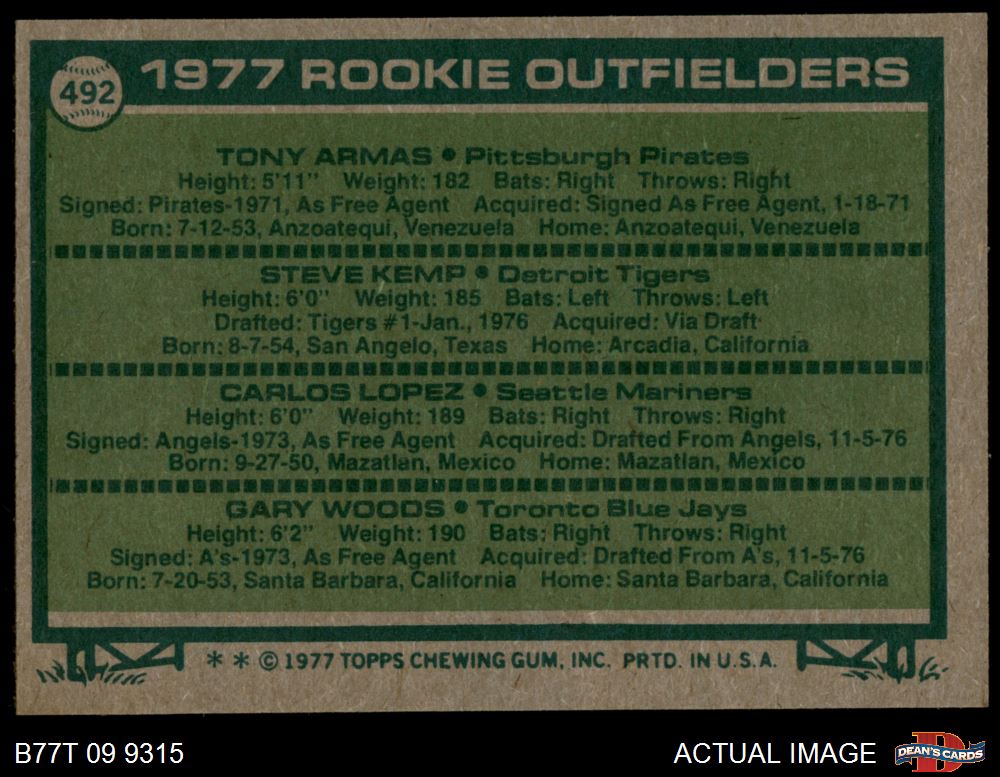 492
1977 ROOKIE OUTFIELDERS
TONY ARMAS • Pittsburgh Pirates
Height: 5'11" Weight: 182 Bats: Right Throws: Right
Signed: Pirates-1971, As Free Agent Acquired: Signed As Free Agent, 1-18-71
Born: 7-12-53, Anzoatequi, Venezuela Home: Anzoatequi, Venezuela
STEVE KEMP • Detroit Tigers
Height: 6'0" Weight: 185 Bats: Left Throws: Left
Drafted: Tigers #1-Jan., 1976 Acquired: Via Draft
Born: 8-7-54, San Angelo, Texas Home: Arcadia, California
CARLOS LOPEZ • Seattle Mariners
Height: 6'0" Weight: 189 Bats: Right Throws: Right
Signed: Angels-1973, As Free Agent Acquired: Drafted From Angels, 11-5-76
Born: 9-27-50, Mazatlan, Mexico Home: Mazatlan, Mexico
GARY WOODS • Toronto Blue Jays
Height: 6'2" Weight: 190 Bats: Right Throws: Right
Signed: A's-1973, As Free Agent Acquired: Drafted From A's, 11-5-76
Born: 7-20-53, Santa Barbara, California Home: Santa Barbara, California
* * © 1977 TOPPS CHEWING GUM, INC. PRTD. IN U.S.A.
B77T 09 9315 ACTUAL IMAGE
D
DEAN'S CARDS